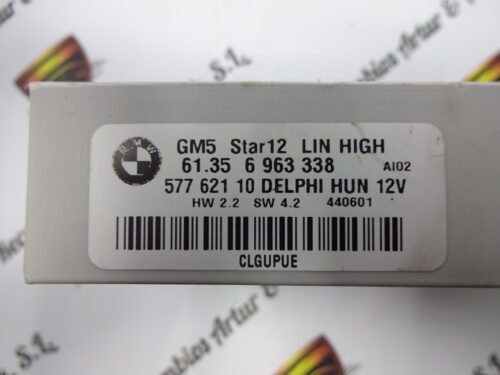 BMW
GM5 Star12 LIN HIGH
61.35 6 963 338 AI02
577 621 10 DELPHI HUN 12V
HW 2.2 SW 4.2 440601
CLGUPUE